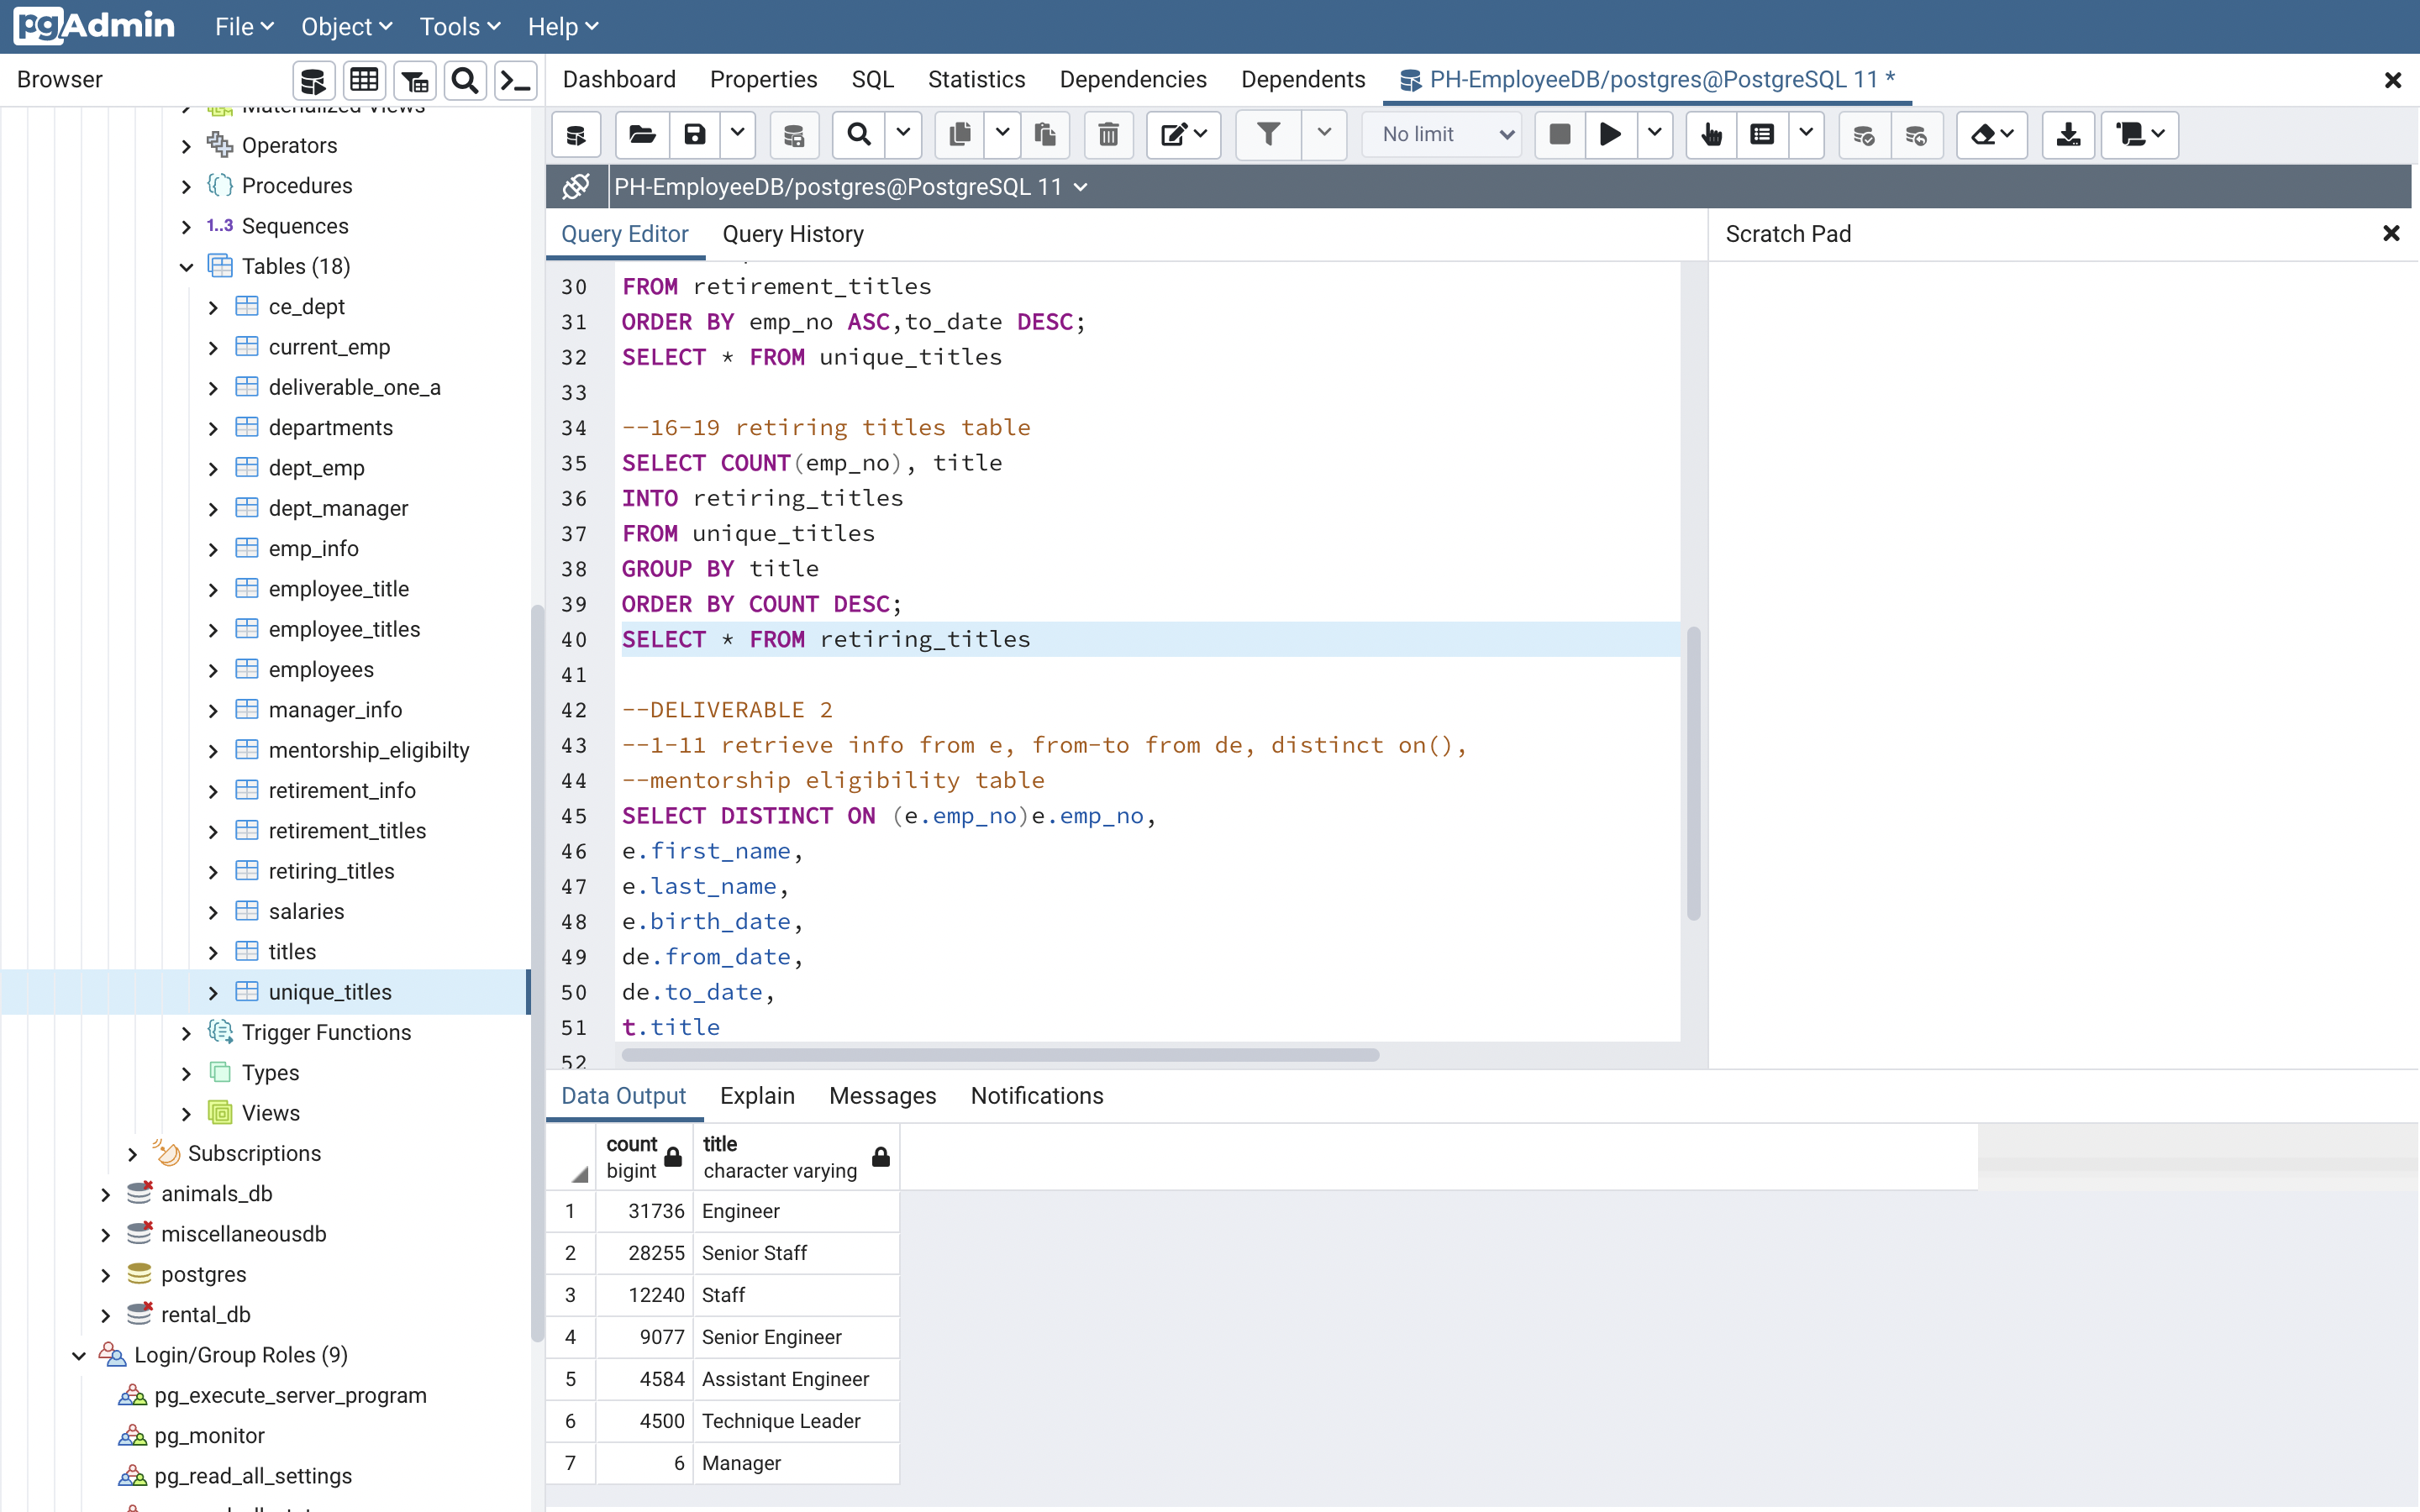 pgAdmin File Object Tools Help
Browser
Dashboard Properties SQL Statistics Dependencies Dependents PH-EmployeeDB/postgres@PostgreSQL 11 *
Materialized Views
Operators
Procedures
1..3 Sequences
Tables (18)
ce_dept
current_emp
deliverable_one_a
departments
dept_emp
dept_manager
emp_info
employee_title
employee_titles
employees
manager_info
mentorship_eligibilty
retirement_info
retirement_titles
retiring_titles
salaries
titles
unique_titles
Trigger Functions
Types
Views
Subscriptions
animals_db
miscellaneousdb
postgres
rental_db
Login/Group Roles (9)
pg_execute_server_program
pg_monitor
pg_read_all_settings
No limit
PH-EmployeeDB/postgres@PostgreSQL 11
Query Editor Query History
Scratch Pad
30 FROM retirement_titles
31 ORDER BY emp_no ASC,to_date DESC;
32 SELECT * FROM unique_titles
33
34 --16-19 retiring titles table
35 SELECT COUNT(emp_no), title
36 INTO retiring_titles
37 FROM unique_titles
38 GROUP BY title
39 ORDER BY COUNT DESC;
40 SELECT * FROM retiring_titles
41
42 --DELIVERABLE 2
43 --1-11 retrieve info from e, from-to from de, distinct on(),
44 --mentorship eligibility table
45 SELECT DISTINCT ON (e.emp_no)e.emp_no,
46 e.first_name,
47 e.last_name,
48 e.birth_date,
49 de.from_date,
50 de.to_date,
51 t.title
52
Data Output Explain Messages Notifications
count title
bigint character varying
1 31736 Engineer
2 28255 Senior Staff
3 12240 Staff
4 9077 Senior Engineer
5 4584 Assistant Engineer
6 4500 Technique Leader
7 6 Manager